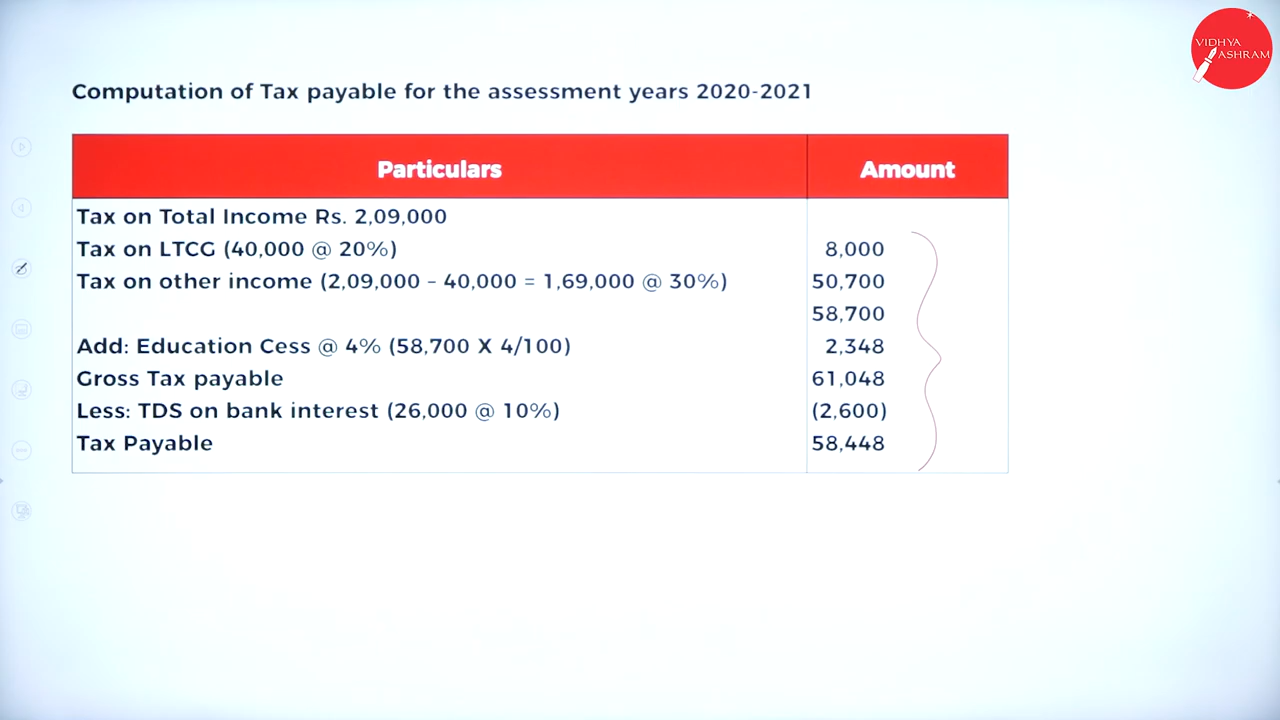 VIDHYA
ASHRAM
Computation of Tax payable for the assessment years 2020-2021
Particulars Amount
Tax on Total Income Rs. 2,09,000
Tax on LTCG (40,000 @ 20%) 8,000
Tax on other income (2,09,000 – 40,000 = 1,69,000 @ 30%) 50,700
58,700
Add: Education Cess @ 4% (58,700 X 4/100) 2,348
Gross Tax payable 61,048
Less: TDS on bank interest (26,000 @ 10%) (2,600)
Tax Payable 58,448